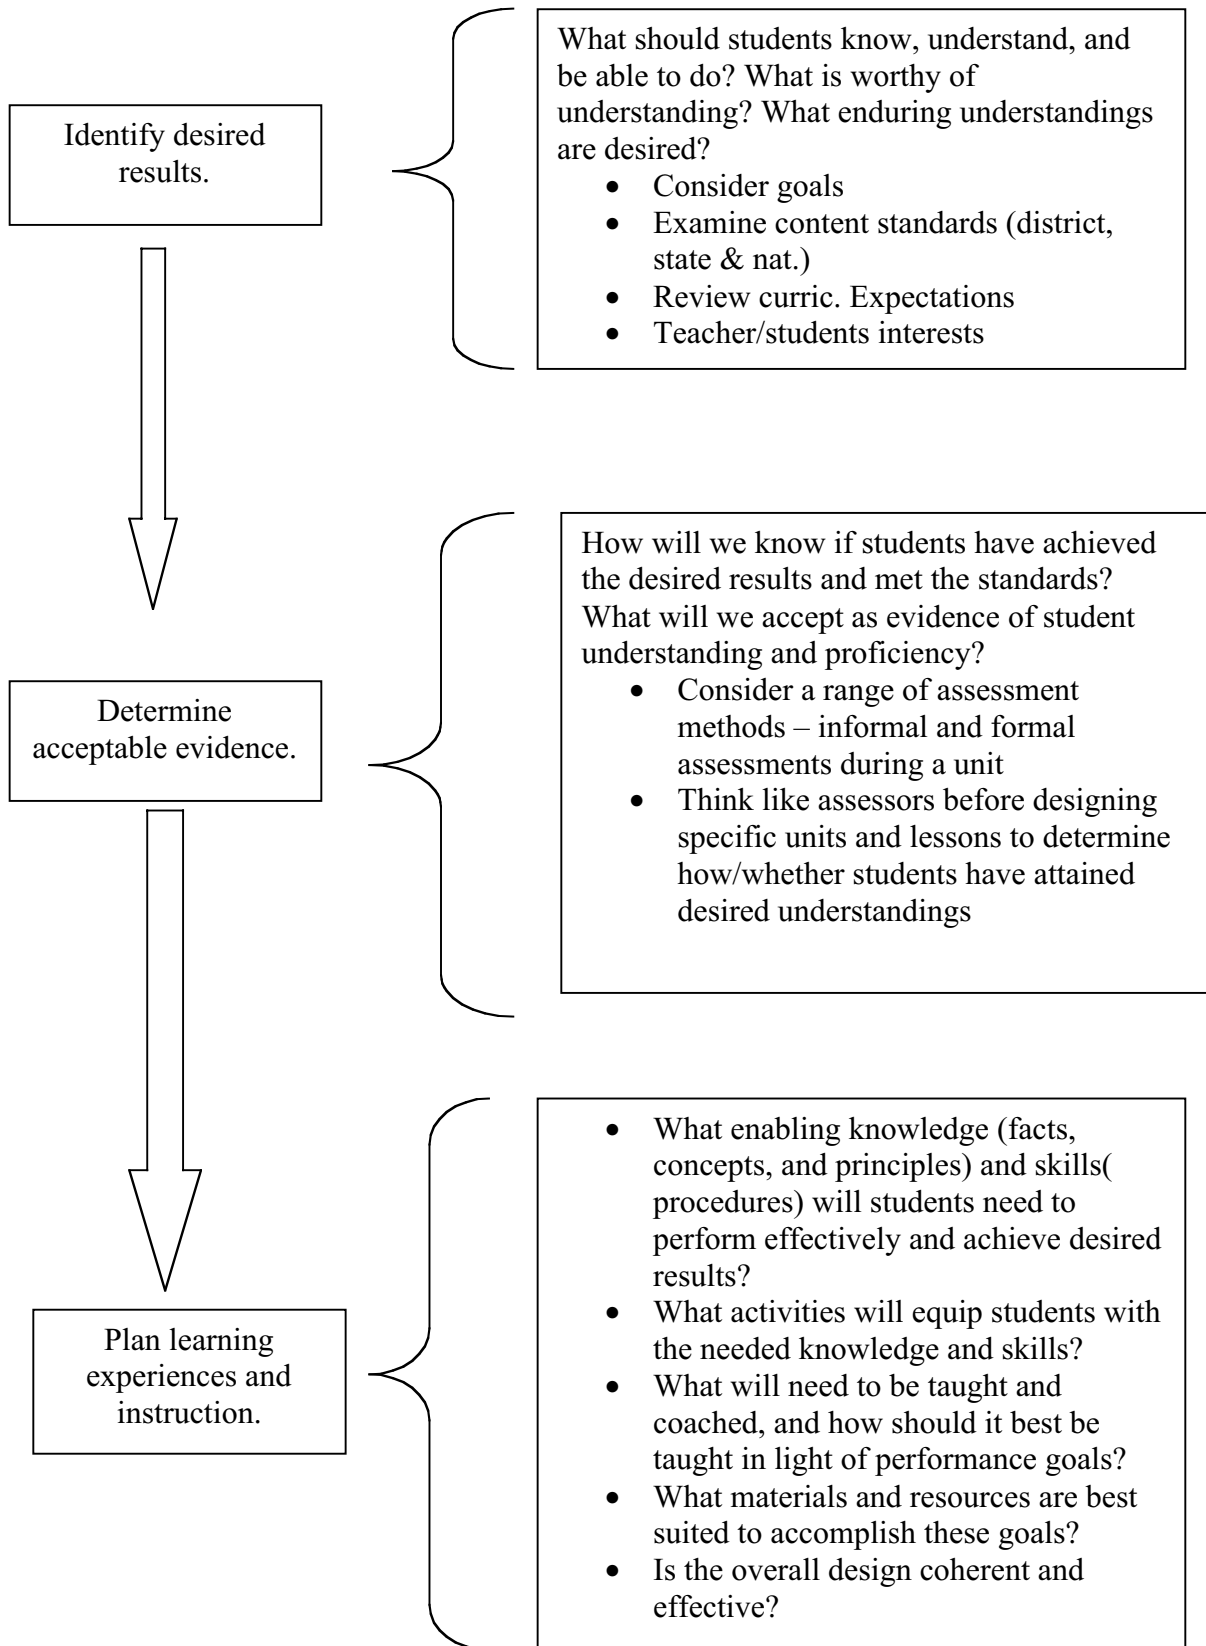 Identify desired
results.
What should students know, understand, and
be able to do? What is worthy of
understanding? What enduring understandings
are desired?
• Consider goals
• Examine content standards (district,
state & nat.)
• Review curric. Expectations
• Teacher/students interests
Determine
acceptable evidence.
How will we know if students have achieved
the desired results and met the standards?
What will we accept as evidence of student
understanding and proficiency?
• Consider a range of assessment
methods – informal and formal
assessments during a unit
• Think like assessors before designing
specific units and lessons to determine
how/whether students have attained
desired understandings
Plan learning
experiences and
instruction.
• What enabling knowledge (facts,
concepts, and principles) and skills(
procedures) will students need to
perform effectively and achieve desired
results?
• What activities will equip students with
the needed knowledge and skills?
• What will need to be taught and
coached, and how should it best be
taught in light of performance goals?
• What materials and resources are best
suited to accomplish these goals?
• Is the overall design coherent and
effective?